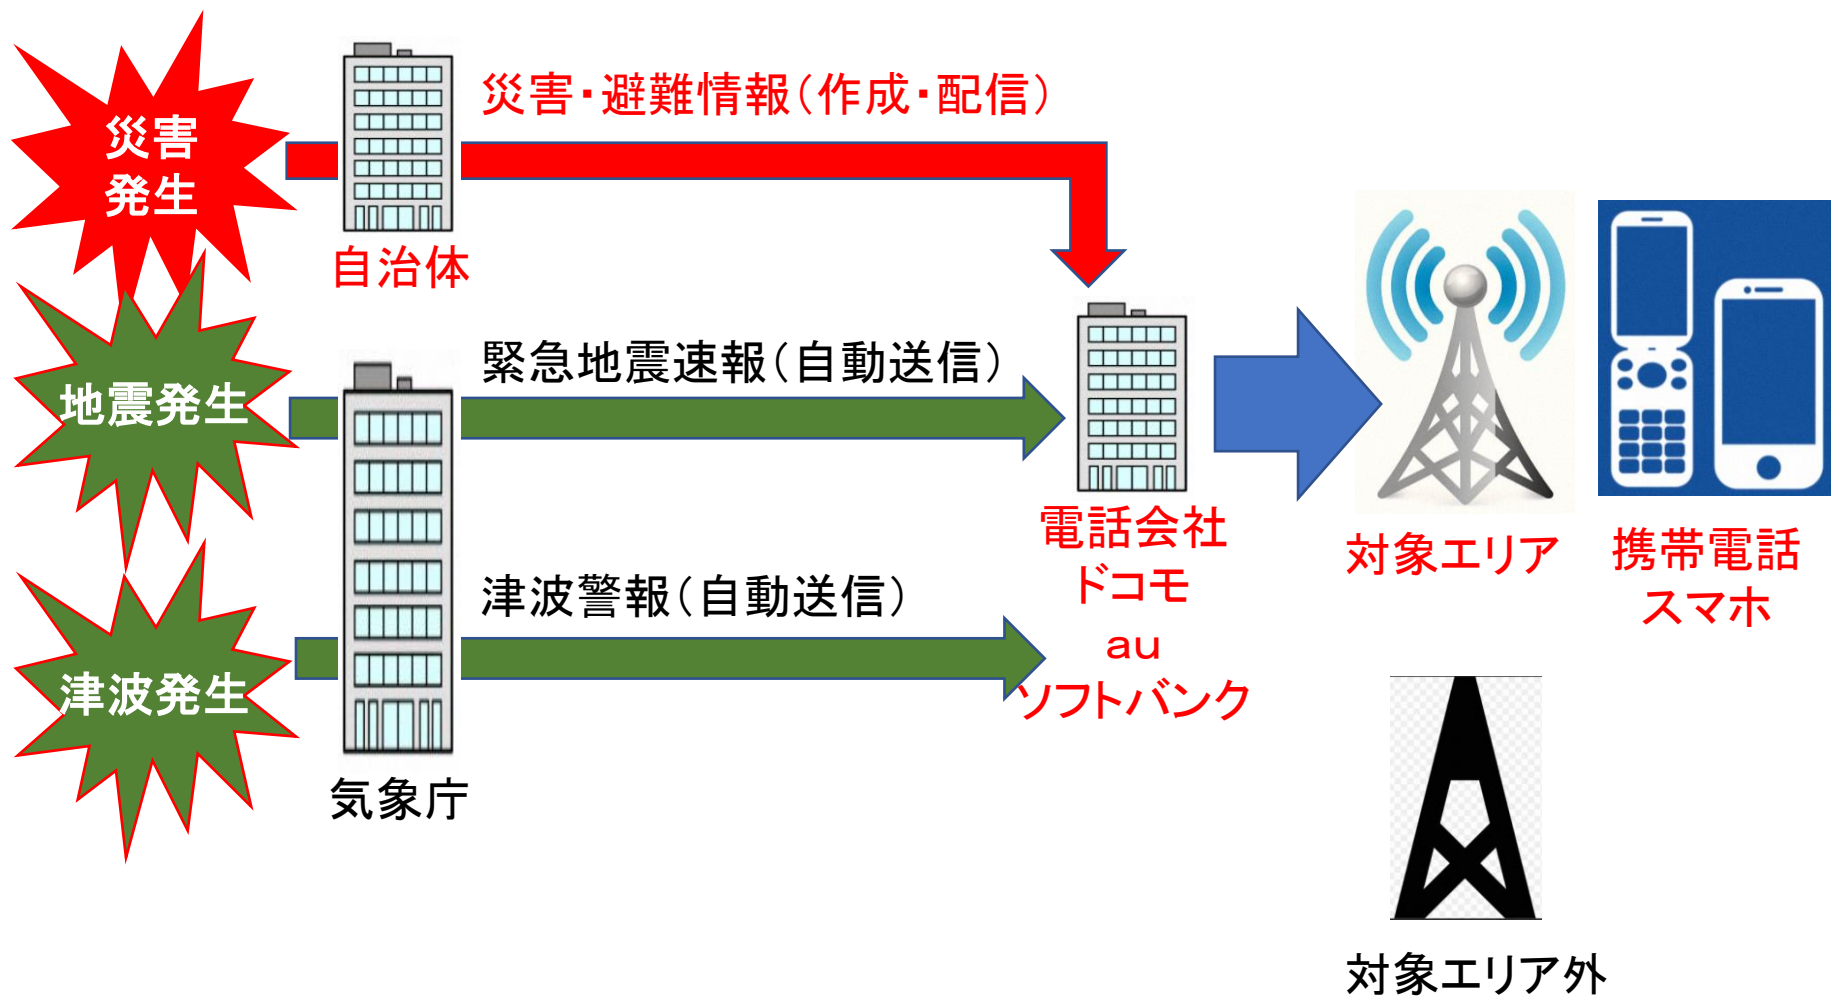 災害
発生
災害・避難情報（作成・配信）
自治体
地震発生
緊急地震速報（自動送信）
津波発生
津波警報（自動送信）
気象庁
電話会社
ドコモ
ａｕ
ソフトバンク
対象エリア
携帯電話
スマホ
対象エリア外